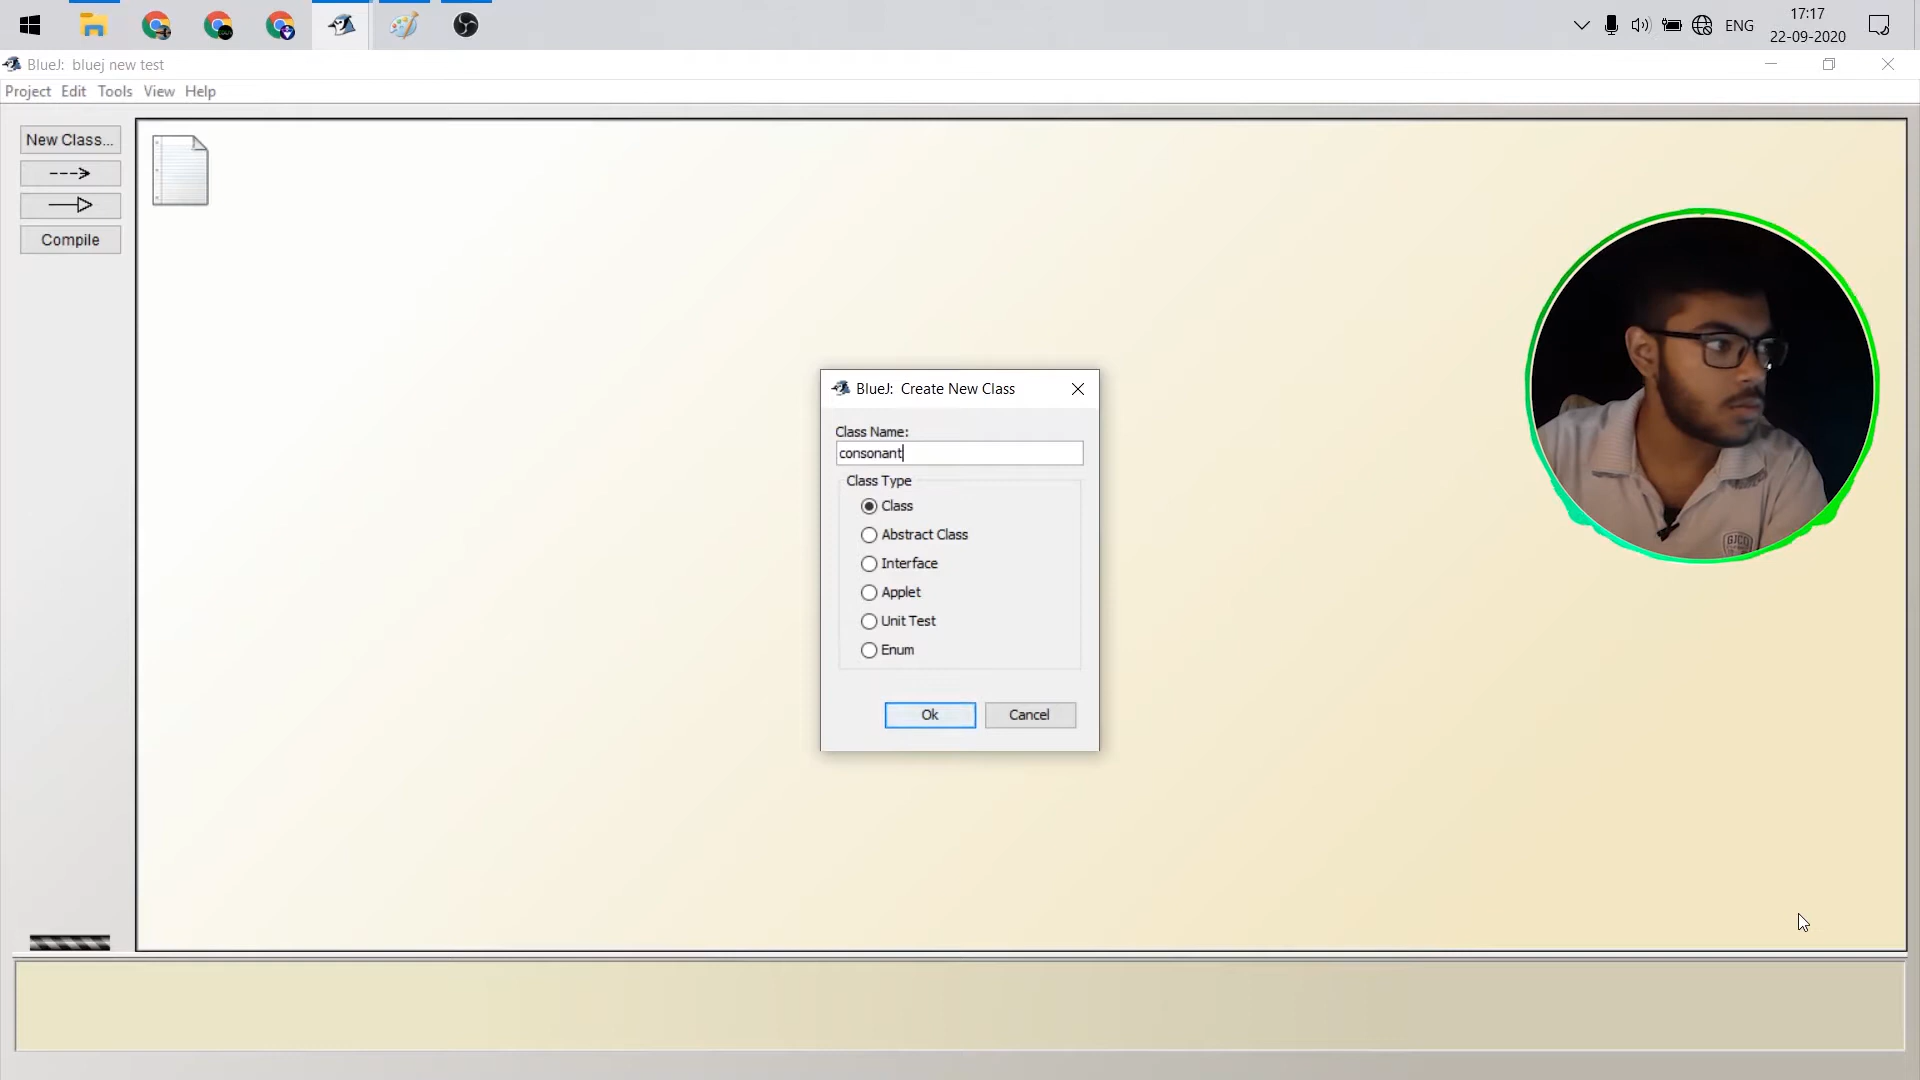 ENG
17:17
22-09-2020
BlueJ: bluej new test
Project Edit Tools View Help
New Class...
Compile
BlueJ: Create New Class
Class Name:
consonant
Class Type
Class
Abstract Class
Interface
Applet
Unit Test
Enum
Ok
Cancel
GJCC